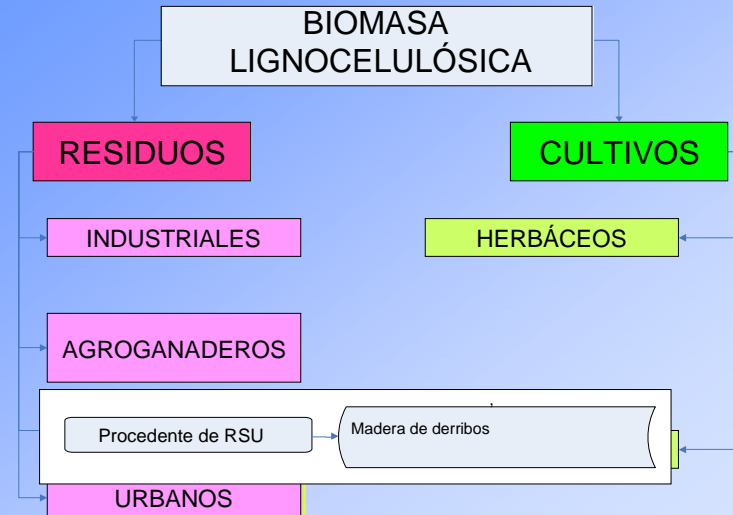 BIOMASA
LIGNOCELULÓSICA
RESIDUOS
CULTIVOS
INDUSTRIALES
HERBÁCEOS
AGROGANADEROS
Procedente de RSU
Madera de derribos
URBANOS